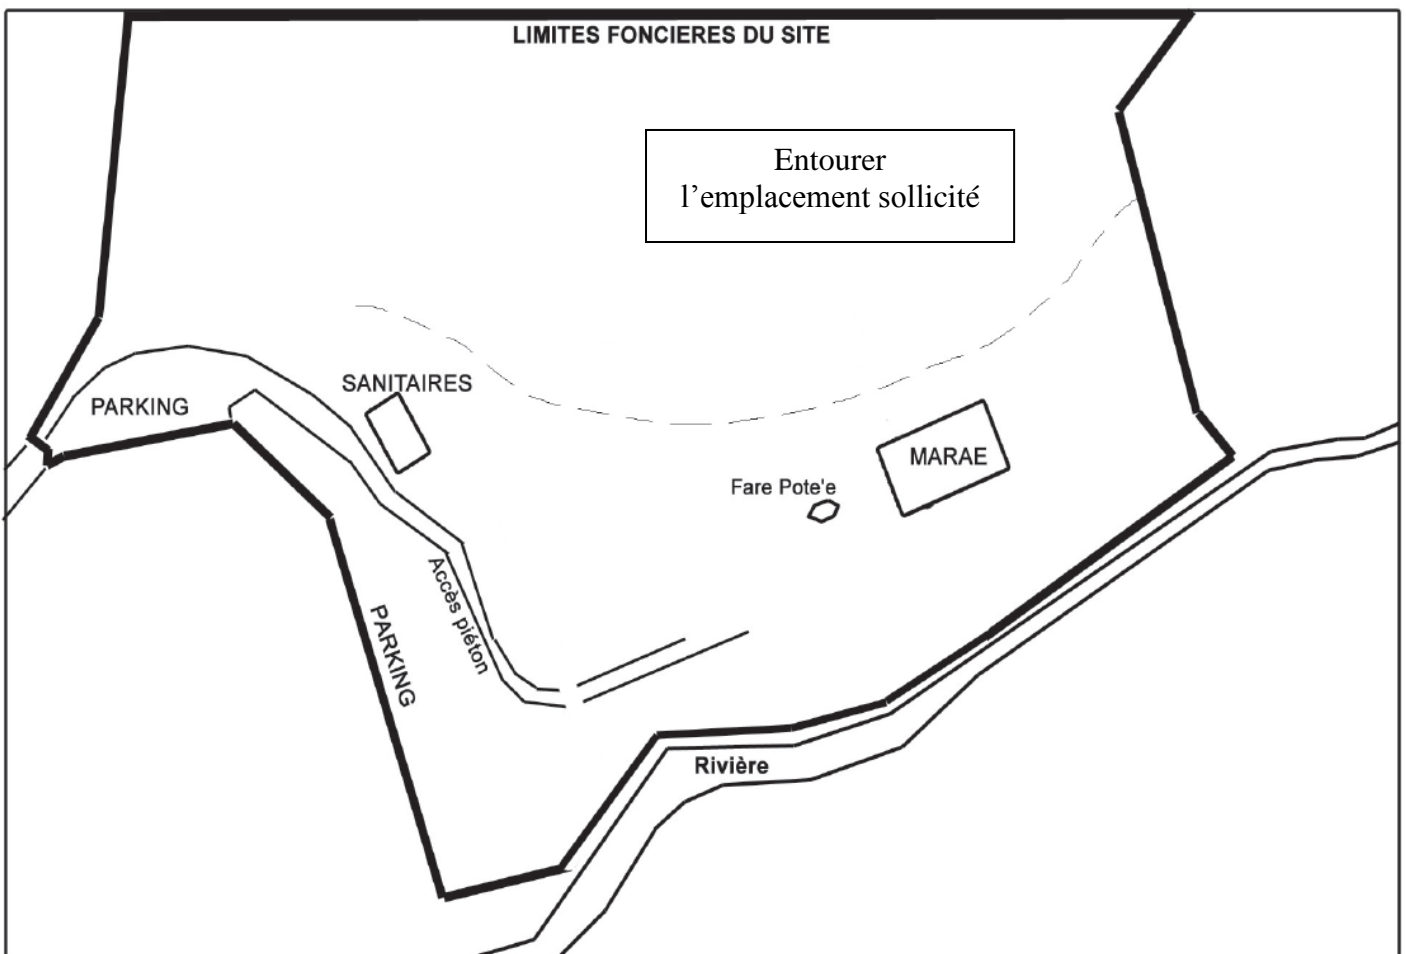 LIMITES FONCIERES DU SITE
Entourer
l’emplacement sollicité
SANITAIRES
PARKING
MARAE
Fare Pote'e
Accès piéton
PARKING
Rivière